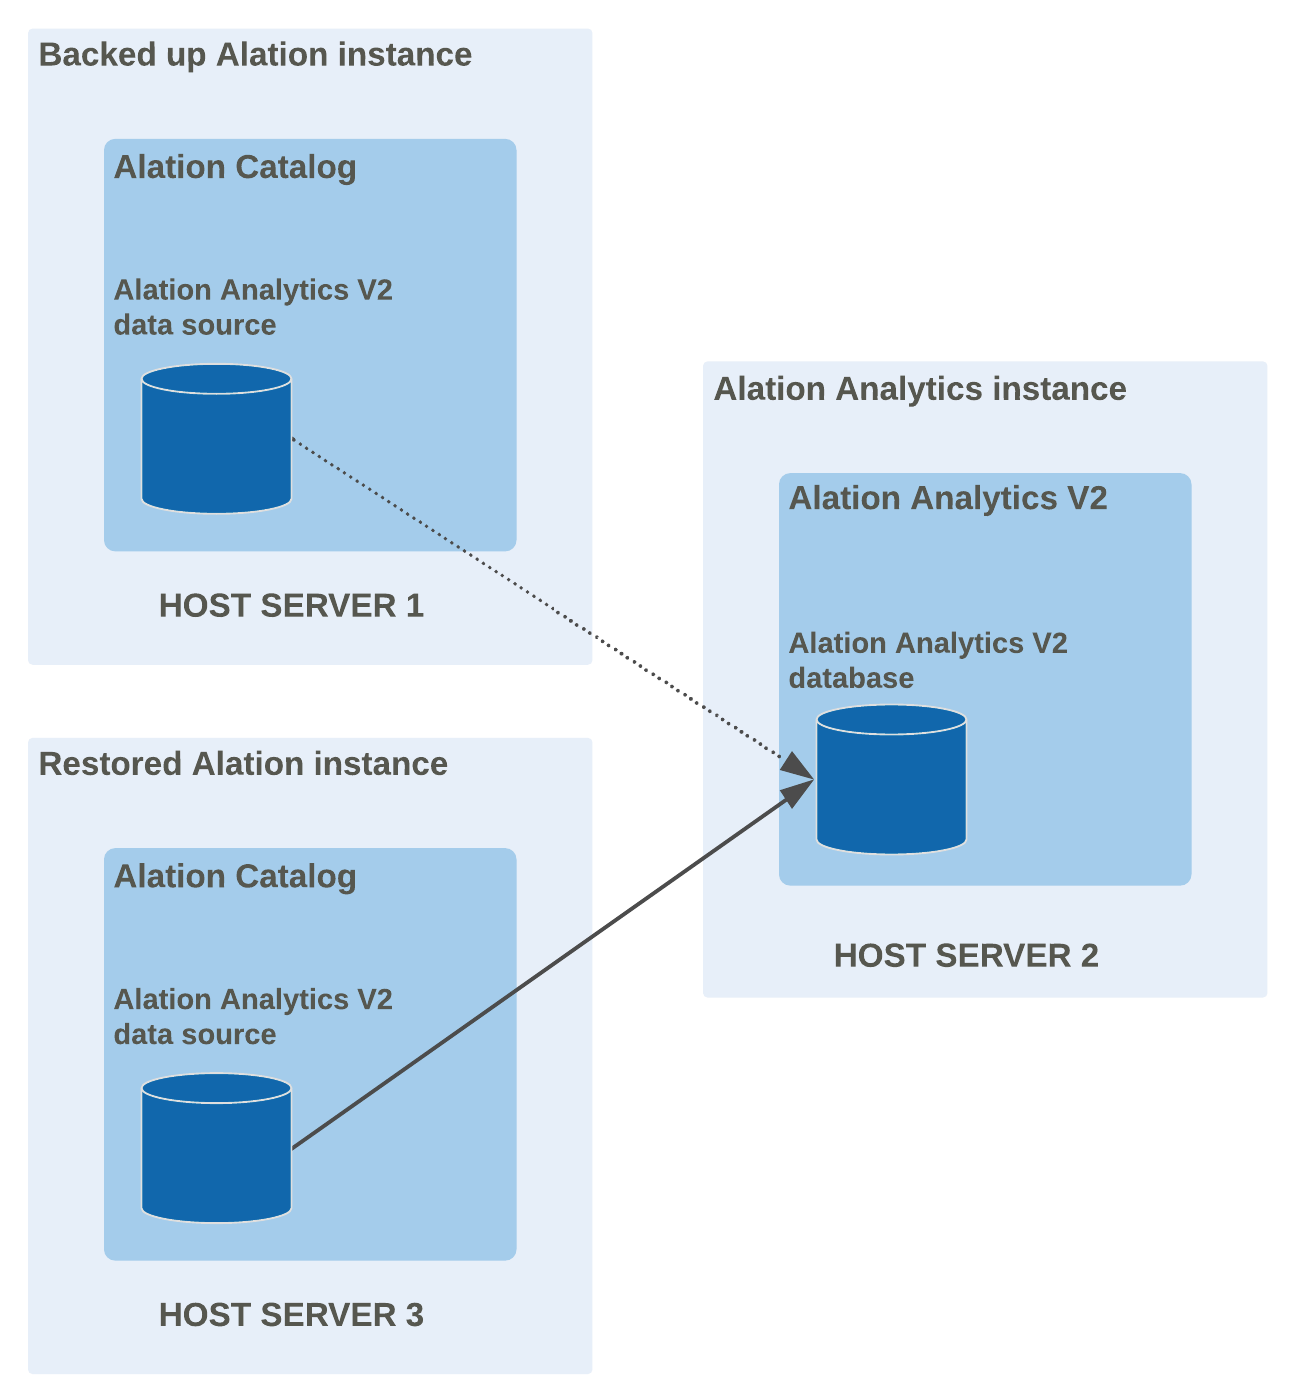 Backed up Alation instance
Alation Catalog
Alation Analytics V2
data source
HOST SERVER 1
Alation Analytics instance
Alation Analytics V2
Alation Analytics V2
database
HOST SERVER 2
Restored Alation instance
Alation Catalog
Alation Analytics V2
data source
HOST SERVER 3